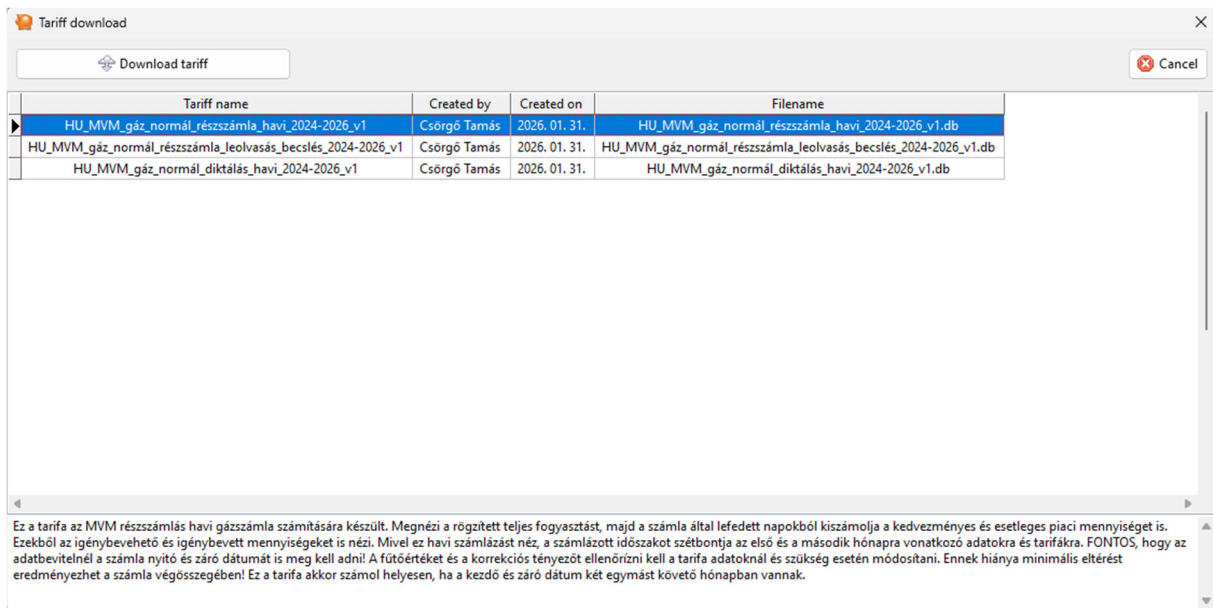 Tariff download
Download tariff
Cancel
Tariff name Created by Created on Filename
HU_MVM_gáz_normál_részszámla_havi_2024-2026_v1 Csörgő Tamás 2026. 01. 31. HU_MVM_gáz_normál_részszámla_havi_2024-2026_v1.db
HU_MVM_gáz_normál_részszámla_leolvasás_becslés_2024-2026_v1 Csörgő Tamás 2026. 01. 31. HU_MVM_gáz_normál_részszámla_leolvasás_becslés_2024-2026_v1.db
HU_MVM_gáz_normál_diktálás_havi_2024-2026_v1 Csörgő Tamás 2026. 01. 31. HU_MVM_gáz_normál_diktálás_havi_2024-2026_v1.db
Ez a tarifa az MVM részszámlás havi gázszámla számítására készült. Megnézi a rögzített teljes fogyasztást, majd a számla által lefedett napokból kiszámolja a kedvezményes és esetleges piaci mennyiséget is.
Ezekből az igénybevehető és igénybevett mennyiségeket is nézi. Mivel ez havi számlázást néz, a számlázott időszakot szétbontja az első és a második hónapra vonatkozó adatokra és tarifákra. FONTOS, hogy az
adatbevitelnél a számla nyitó és záró dátumát is meg kell adni! A fűtőértéket és a korrekciós tényezőt ellenőrízni kell a tarifa adatoknál és szükség esetén módosítani. Ennek hiánya minimális eltérést
eredményezhet a számla végösszegében! Ez a tarifa akkor számol helyesen, ha a kezdő és záró dátum két egymást követő hónapban vannak.